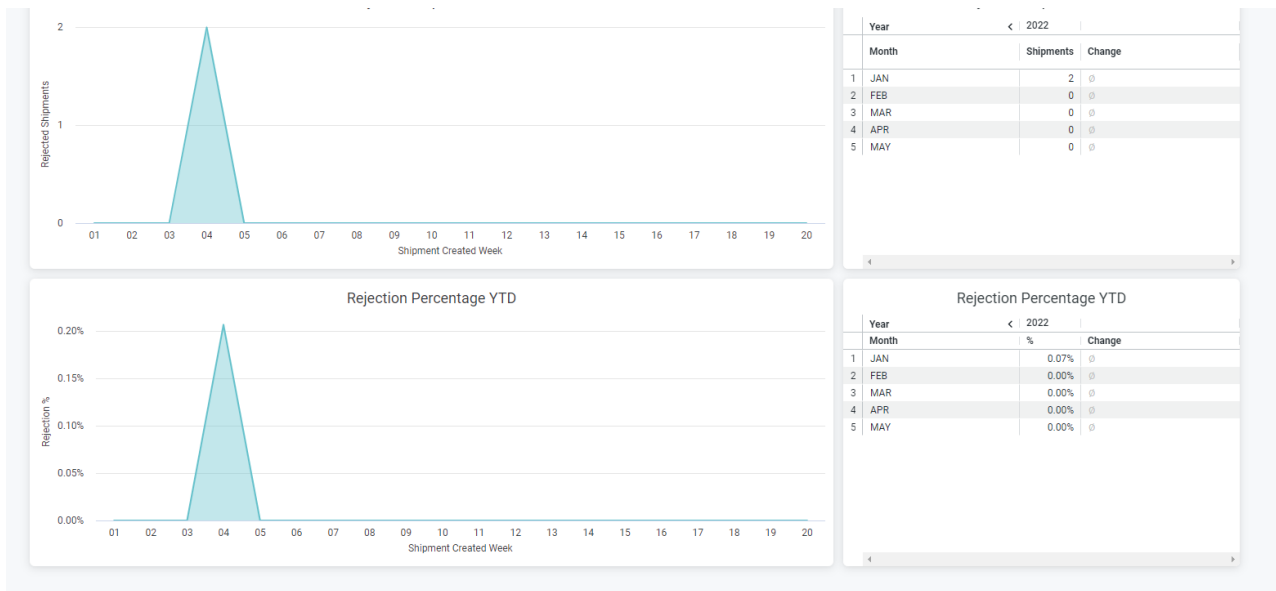 2
1
0
Rejected Shipments
01 02 03 04 05 06 07 08 09 10 11 12 13 14 15 16 17 18 19 20
Shipment Created Week
Year < 2022
Month Shipments Change
1 JAN 2 Ø
2 FEB 0 Ø
3 MAR 0 Ø
4 APR 0 Ø
5 MAY 0 Ø
Rejection Percentage YTD
0.20%
0.15%
0.10%
0.05%
0.00%
Rejection %
01 02 03 04 05 06 07 08 09 10 11 12 13 14 15 16 17 18 19 20
Shipment Created Week
Rejection Percentage YTD
Year < 2022
Month % Change
1 JAN 0.07% Ø
2 FEB 0.00% Ø
3 MAR 0.00% Ø
4 APR 0.00% Ø
5 MAY 0.00% Ø